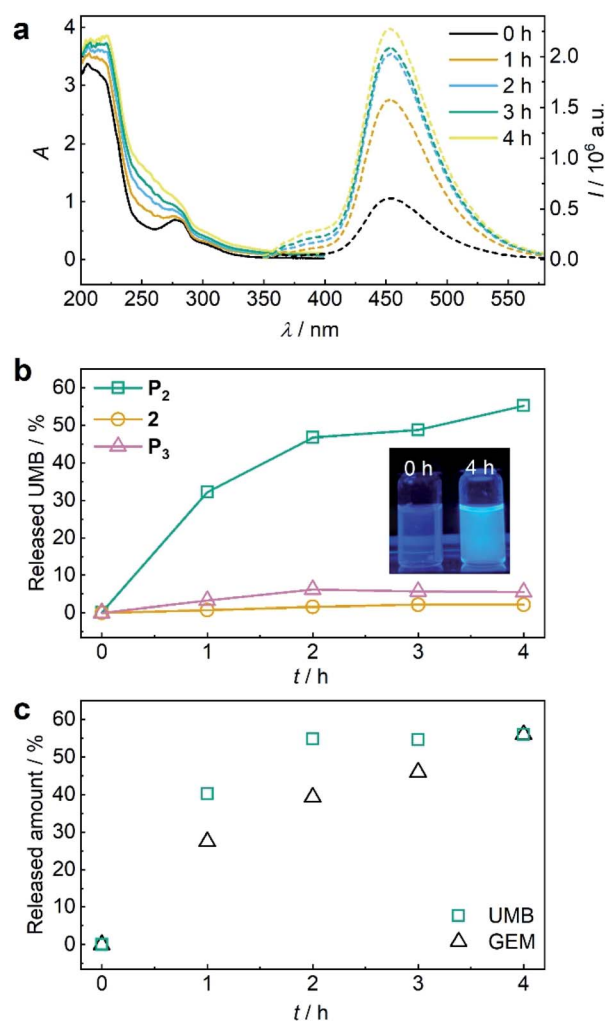 a
4
3
2
1
0
A
0 h
1 h
2 h
3 h
4 h
2.0
1.5
1.0
0.5
0.0
I / 10⁶ a.u.
200 250 300 350 400 450 500 550
λ / nm
b
60
50
40
30
20
10
0
Released UMB / %
P₂
2
P₃
0 h 4 h
0 1 2 3 4
t / h
c
60
50
40
30
20
10
0
Released amount / %
UMB
GEM
0 1 2 3 4
t / h